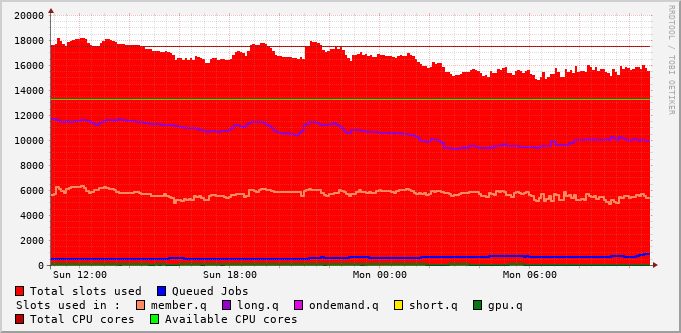 20000
18000
16000
14000
12000
10000
8000
6000
4000
2000
0
Sun 12:00 Sun 18:00 Mon 00:00 Mon 06:00
Total slots used Queued Jobs
Slots used in : member.q long.q ondemand.q short.q gpu.q
Total CPU cores Available CPU cores
RRDTOOL / TOBI OETIKER